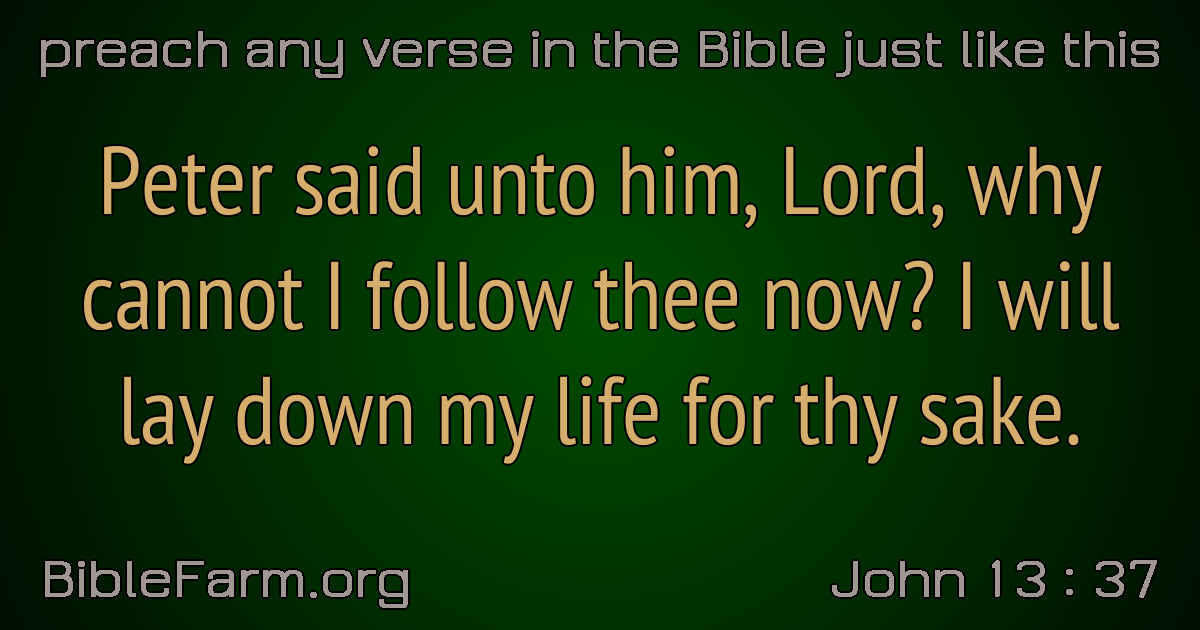 preach any verse in the Bible just like this
Peter said unto him, Lord, why
cannot I follow thee now? I will
lay down my life for thy sake.
BibleFarm.org
John 13 : 37